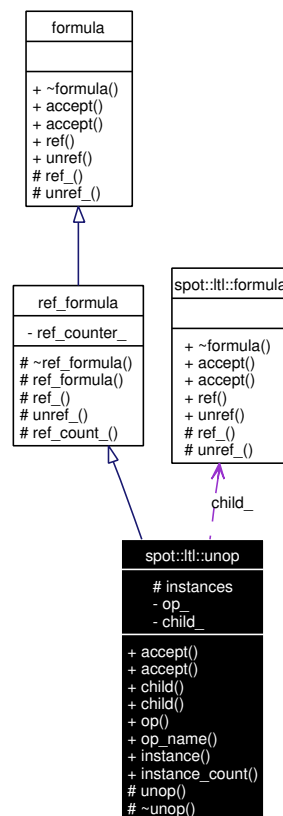 formula
+ ~formula()
+ accept()
+ accept()
+ ref()
+ unref()
# ref_()
# unref_()
ref_formula
- ref_counter_
# ~ref_formula()
# ref_formula()
# ref_()
# unref_()
# ref_count_()
spot::ltl::formula
+ ~formula()
+ accept()
+ accept()
+ ref()
+ unref()
# ref_()
# unref_()
child_
spot::ltl::unop
# instances
- op_
- child_
+ accept()
+ accept()
+ child()
+ child()
+ op()
+ op_name()
+ instance()
+ instance_count()
# unop()
# ~unop()